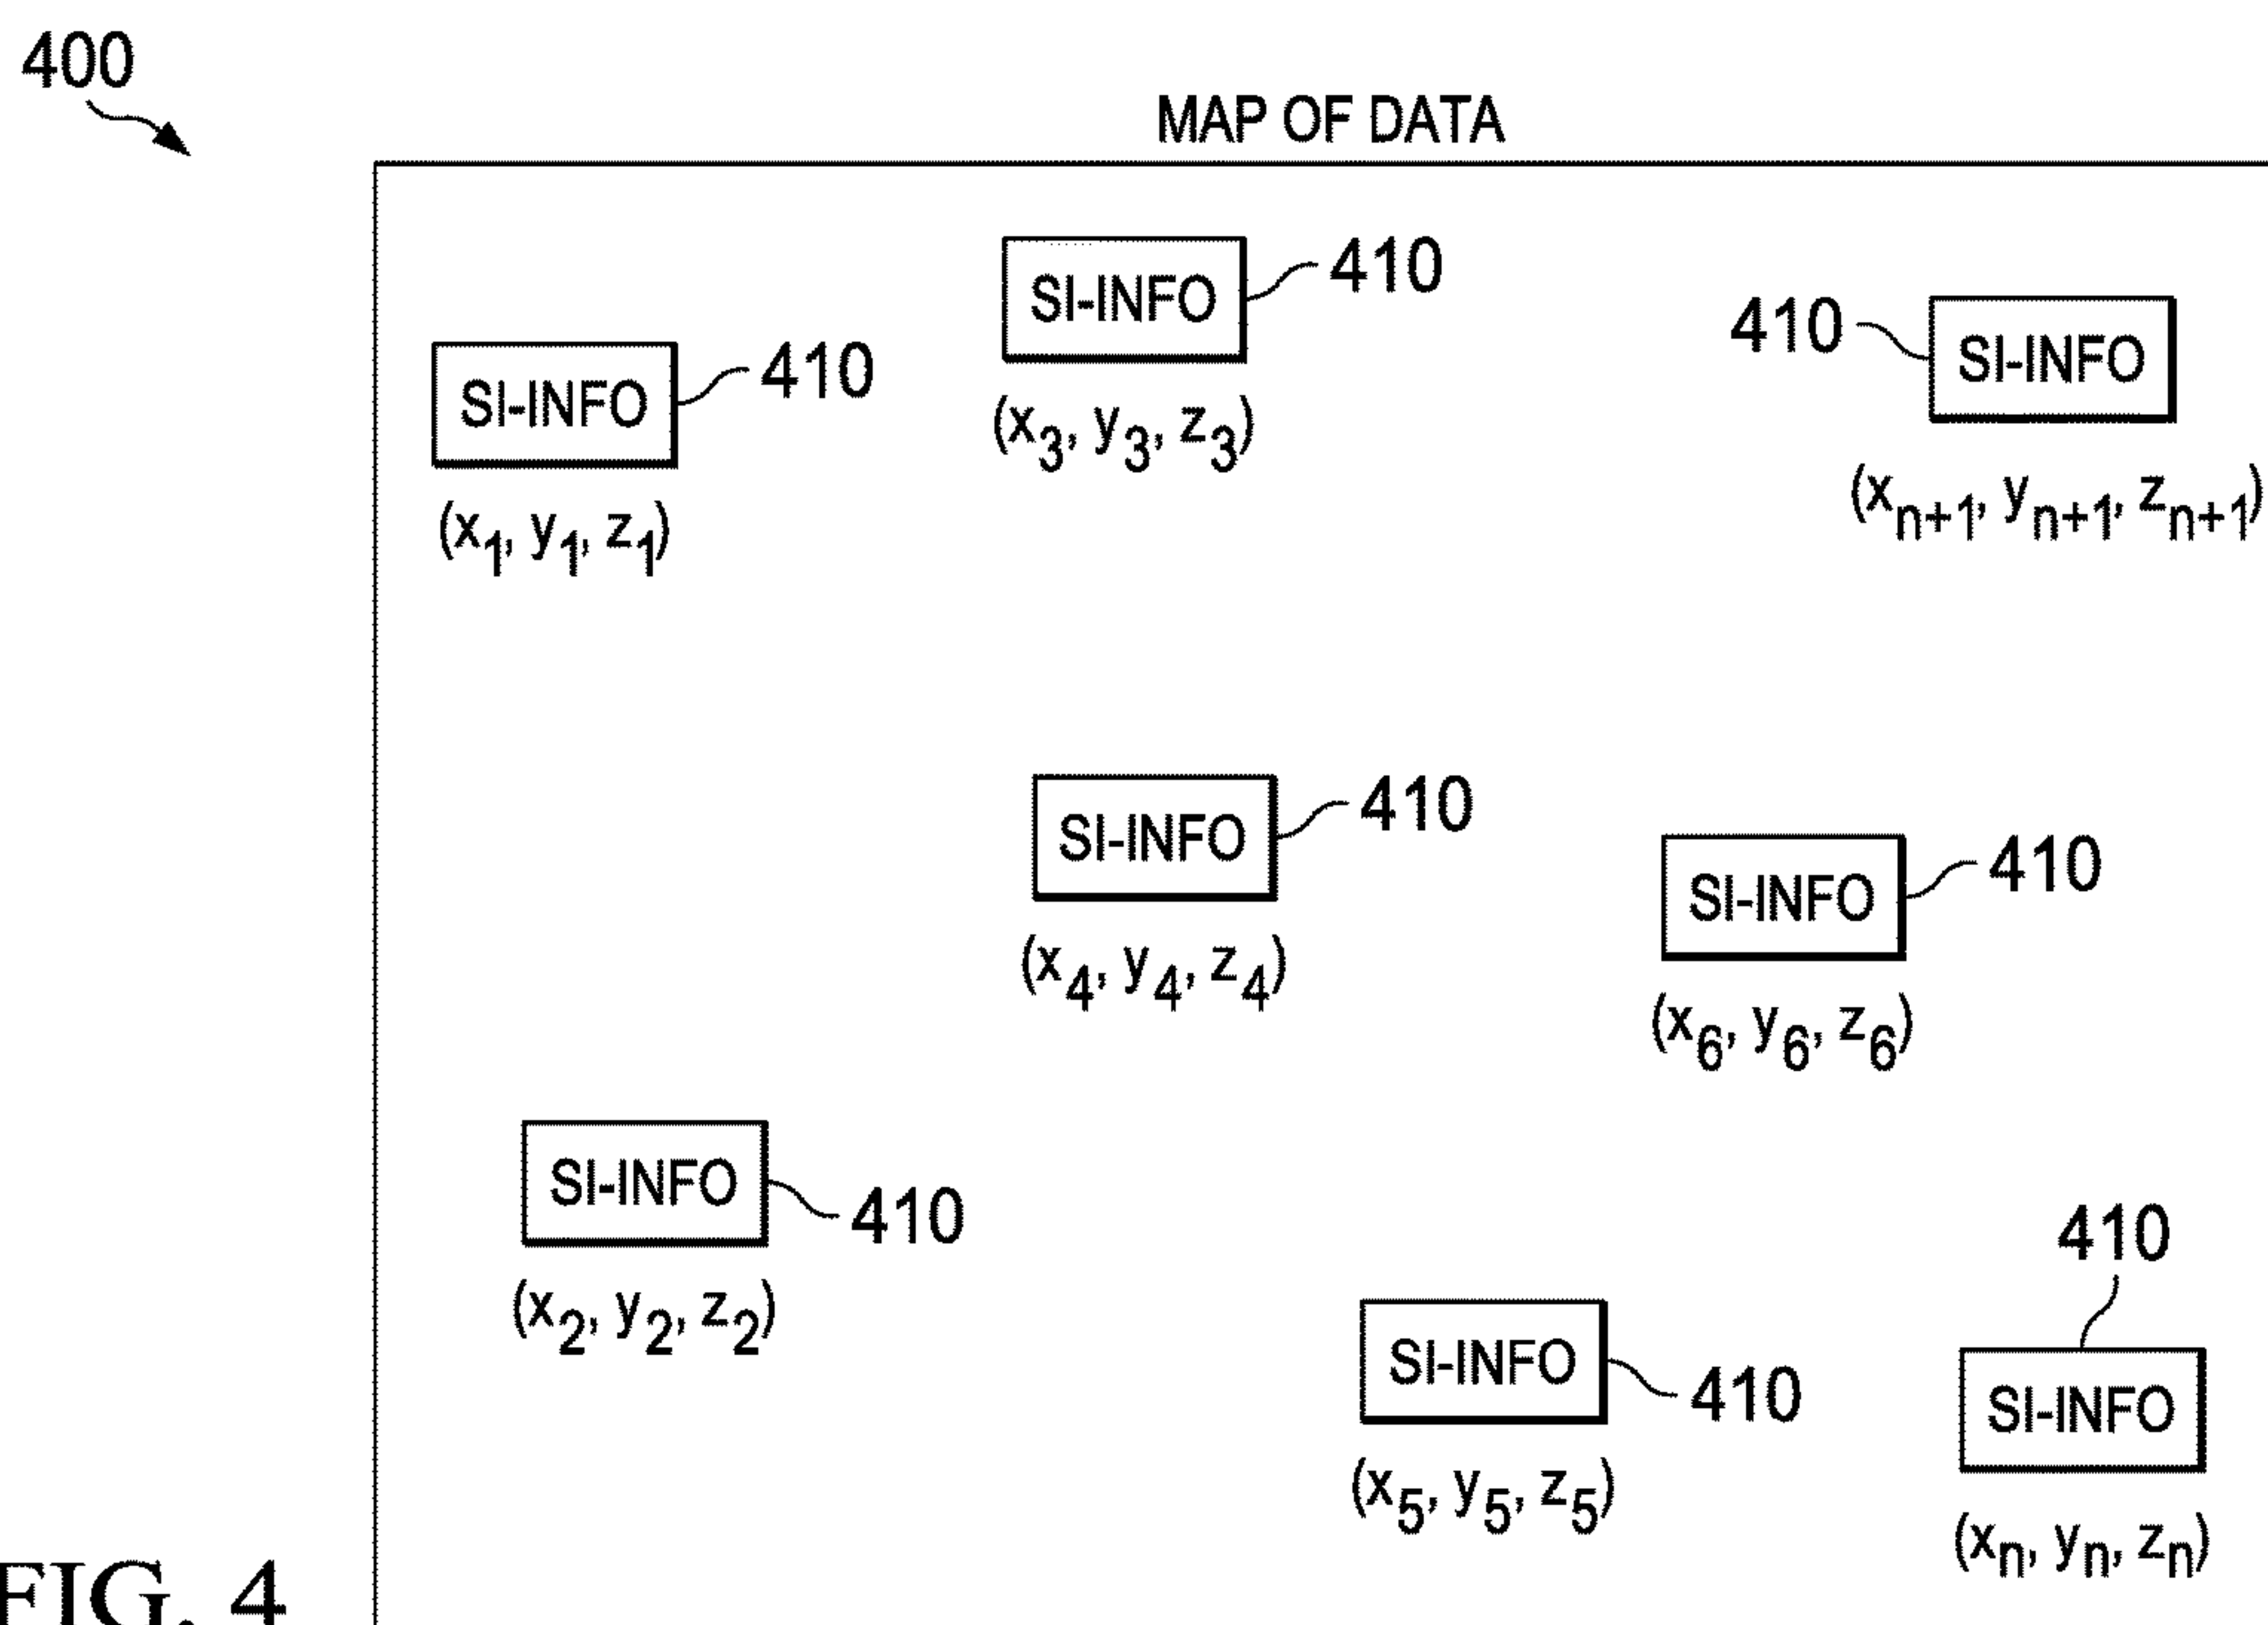 400
MAP OF DATA
SI-INFO 410
(x3, y3, z3)
410 SI-INFO
(xn+1, yn+1, zn+1)
SI-INFO 410
(x1, y1, z1)
SI-INFO 410
(x4, y4, z4)
SI-INFO 410
(x6, y6, z6)
SI-INFO 410
(x2, y2, z2)
SI-INFO 410
(x5, y5, z5)
410
SI-INFO
(xn, yn, zn)
FIG. 4